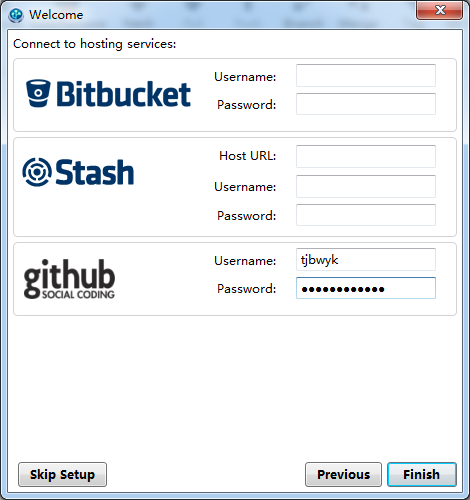 Welcome
Connect to hosting services:
Bitbucket
Username:
Password:
Stash
Host URL:
Username:
Password:
github
SOCIAL CODING
Username: tjbwyk
Password: ●●●●●●●●●●●●
Skip Setup Previous Finish